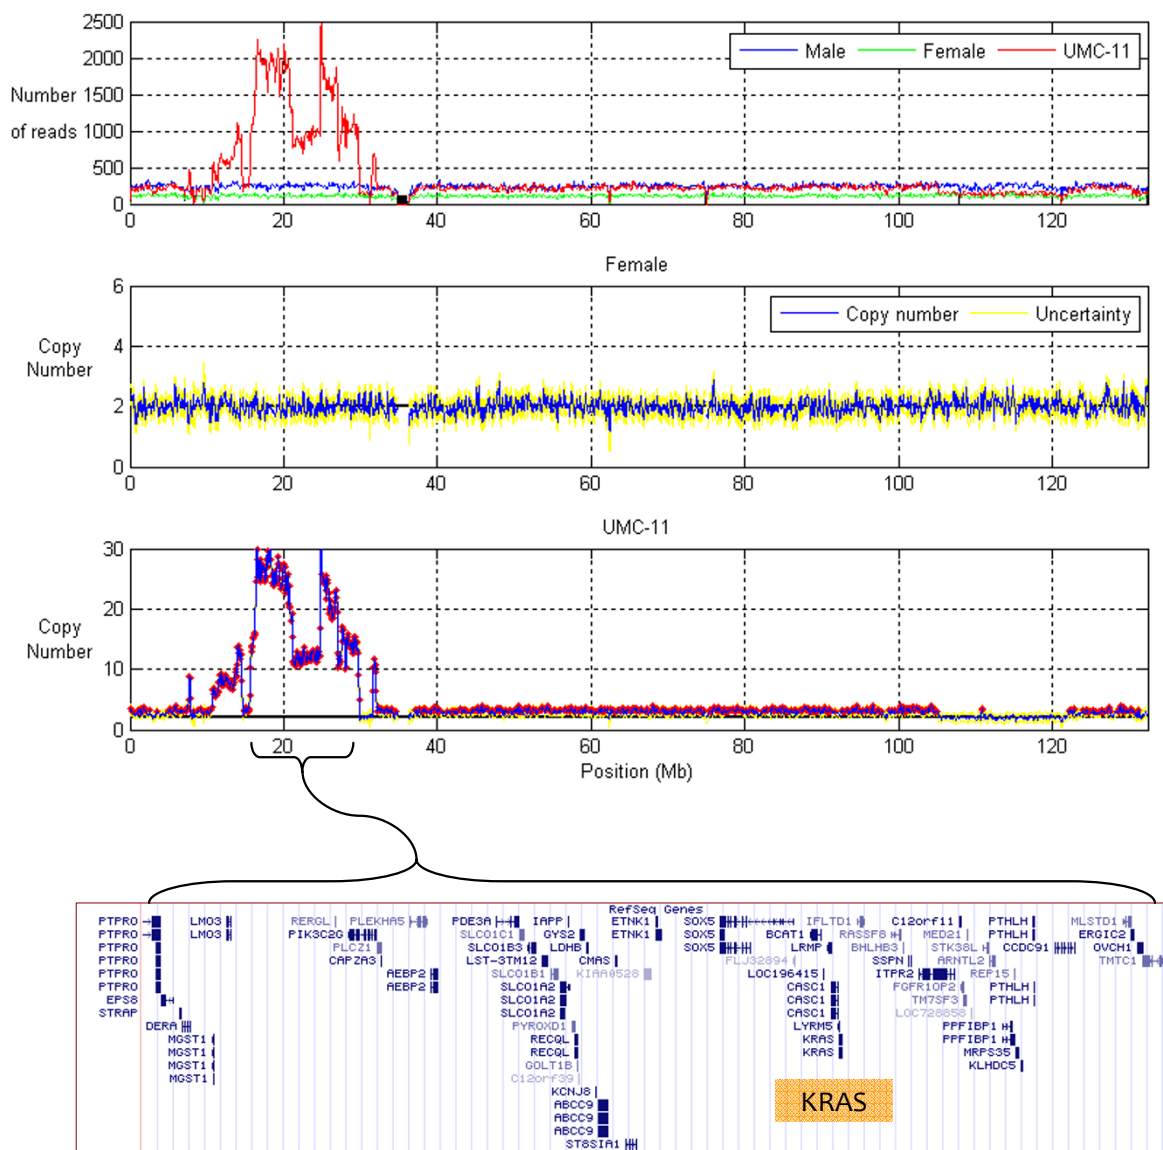 2500
2000
1500
1000
500
0
Number
of reads
Male Female UMC-11
0 20 40 60 80 100 120
Female
6
4
2
0
Copy
Number
Copy number Uncertainty
0 20 40 60 80 100 120
UMC-11
30
20
10
0
Copy
Number
0 20 40 60 80 100 120
Position (Mb)
RefSeq Genes
PTPRO LMO3 RERGL PLEKHA5 PDE3A IAPP ETNK1 SOX5 IFLTD1 C12orf11 PTHLH MLSTD1
PTPRO LMO3 PIK3C2G SLCO1C1 GYS2 ETNK1 SOX5 BCAT1 RASSF8 MED21 PTHLH ERGIC2
PTPRO PLCZ1 SLCO1B3 LDHB SOX5 LRMP BHLHB3 STK38L CCDC91 OVCH1
PTPRO CAPZA3 LST-3TM12 CMAS FLJ32894 SSPN ARNTL2 TMTC1
PTPRO AEBP2 SLCO1B1 KIAA0528 LOC196415 ITPR2 REP15
PTPRO AEBP2 SLCO1A2 CASC1 FGFR1OP2 PTHLH
EPS8 SLCO1A2 CASC1 TM7SF3 PTHLH
STRAP SLCO1A2 CASC1 LOC728858
DERA PYROXD1 LYRM5 PPFIBP1
MGST1 RECQL KRAS PPFIBP1
MGST1 RECQL KRAS MRPS35
MGST1 GOLT1B KLHDC5
MGST1 C12orf39
KCNJ8
ABCC9
ABCC9
ABCC9
ST8SIA1
KRAS